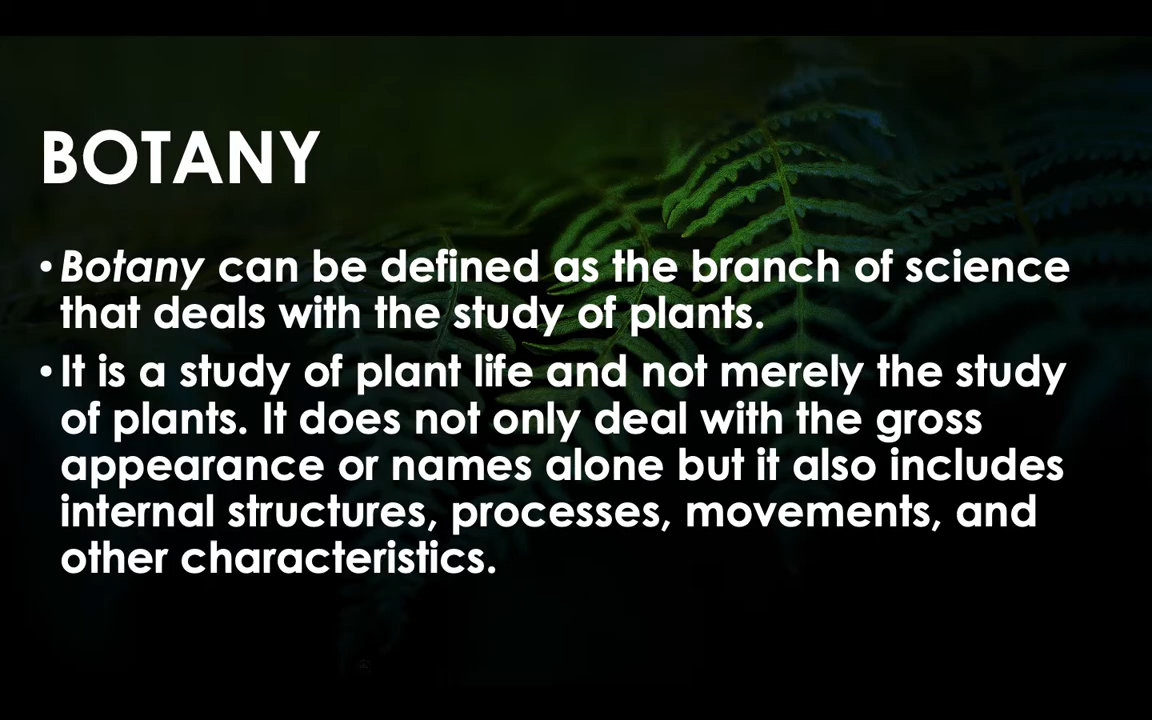 BOTANY
• Botany can be defined as the branch of science
that deals with the study of plants.
• It is a study of plant life and not merely the study
of plants. It does not only deal with the gross
appearance or names alone but it also includes
internal structures, processes, movements, and
other characteristics.